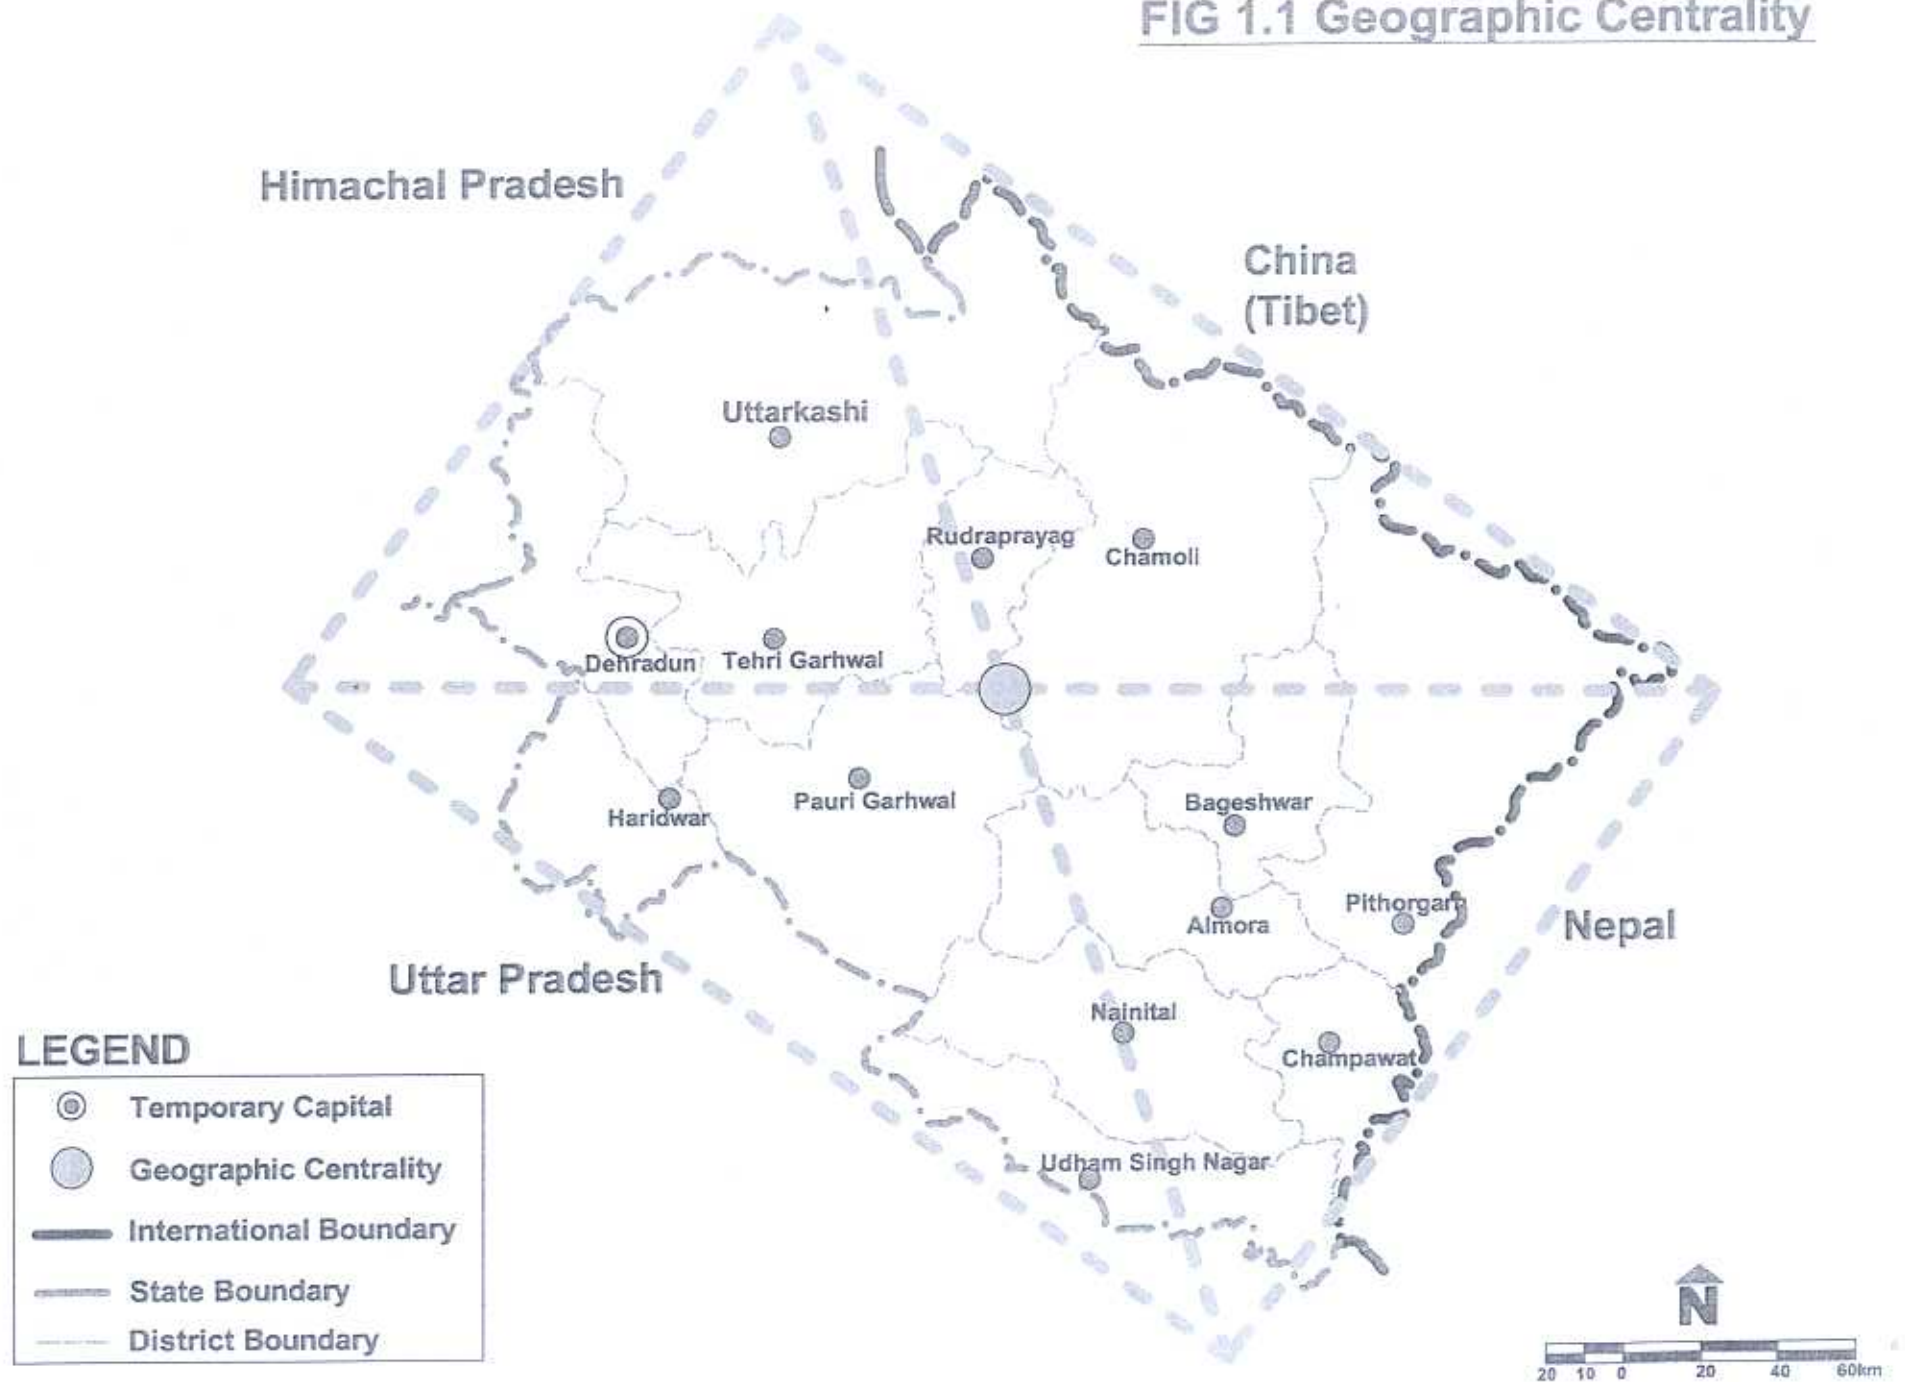 FIG 1.1 Geographic Centrality
Himachal Pradesh
China
(Tibet)
Uttarkashi
Rudraprayag
Chamoli
Dehradun
Tehri Garhwal
Haridwar
Pauri Garhwal
Bageshwar
Almora
Pithorgarh
Nepal
Uttar Pradesh
Nainital
Champawat
Udham Singh Nagar
LEGEND
Temporary Capital
Geographic Centrality
International Boundary
State Boundary
District Boundary
N
20 10 0 20 40 60km